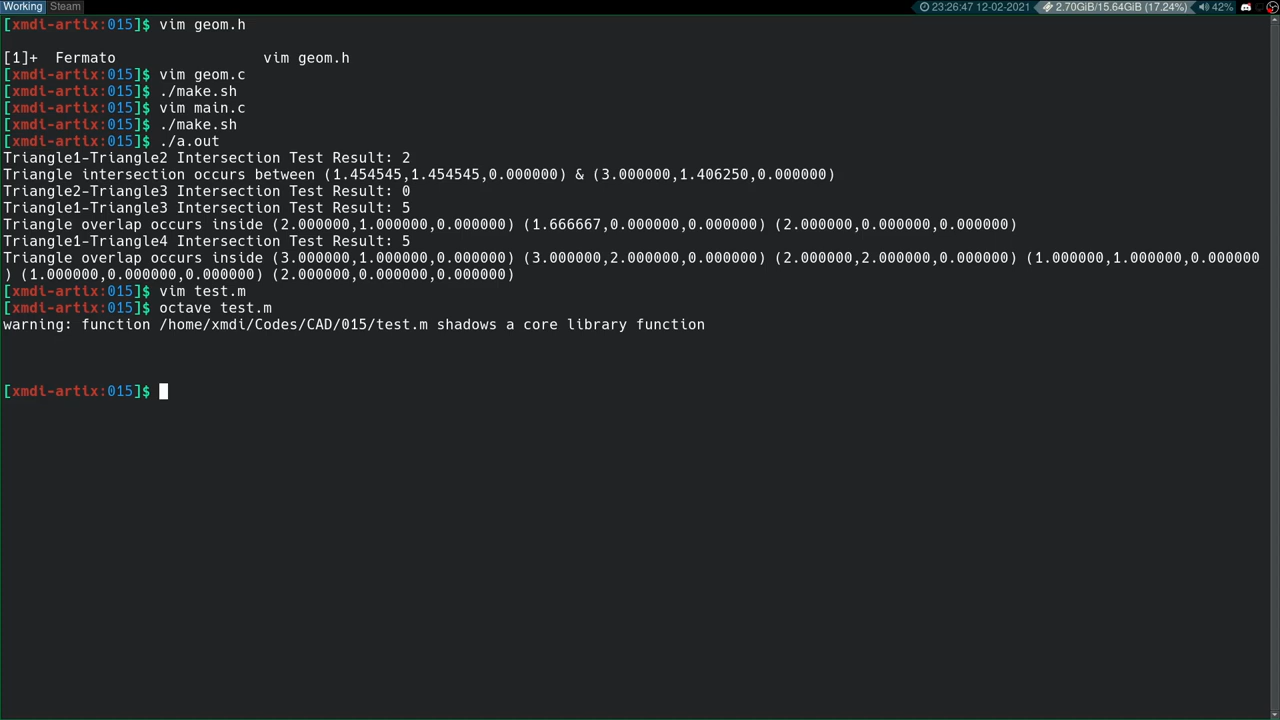 Working Steam 23:26:47 12-02-2021 2.70GiB/15.64GiB (17.24%) 42%
[xmdi-artix:015]$ vim geom.h
[1]+ Fermato vim geom.h
[xmdi-artix:015]$ vim geom.c
[xmdi-artix:015]$ ./make.sh
[xmdi-artix:015]$ vim main.c
[xmdi-artix:015]$ ./make.sh
[xmdi-artix:015]$ ./a.out
Triangle1-Triangle2 Intersection Test Result: 2
Triangle intersection occurs between (1.454545,1.454545,0.000000) & (3.000000,1.406250,0.000000)
Triangle2-Triangle3 Intersection Test Result: 0
Triangle1-Triangle3 Intersection Test Result: 5
Triangle overlap occurs inside (2.000000,1.000000,0.000000) (1.666667,0.000000,0.000000) (2.000000,0.000000,0.000000)
Triangle1-Triangle4 Intersection Test Result: 5
Triangle overlap occurs inside (3.000000,1.000000,0.000000) (3.000000,2.000000,0.000000) (2.000000,2.000000,0.000000) (1.000000,1.000000,0.000000
) (1.000000,0.000000,0.000000) (2.000000,0.000000,0.000000)
[xmdi-artix:015]$ vim test.m
[xmdi-artix:015]$ octave test.m
warning: function /home/xmdi/Codes/CAD/015/test.m shadows a core library function
[xmdi-artix:015]$